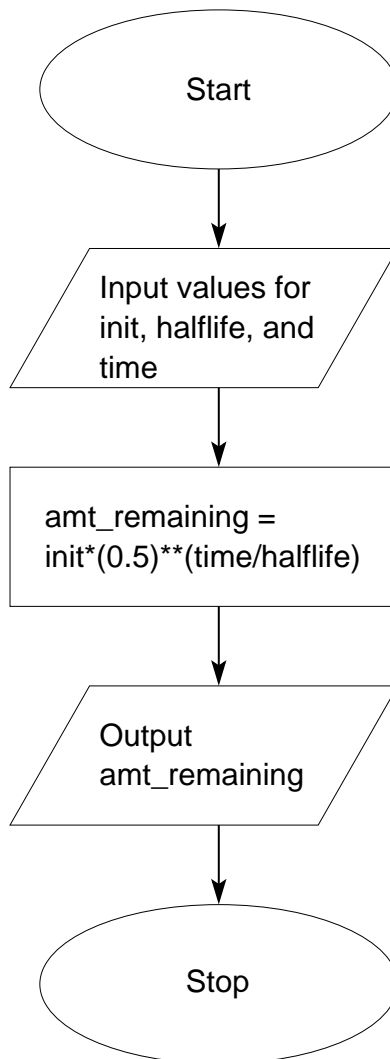 Start
Input values for
init, halflife, and
time
amt_remaining =
init*(0.5)**(time/halflife)
Output
amt_remaining
Stop